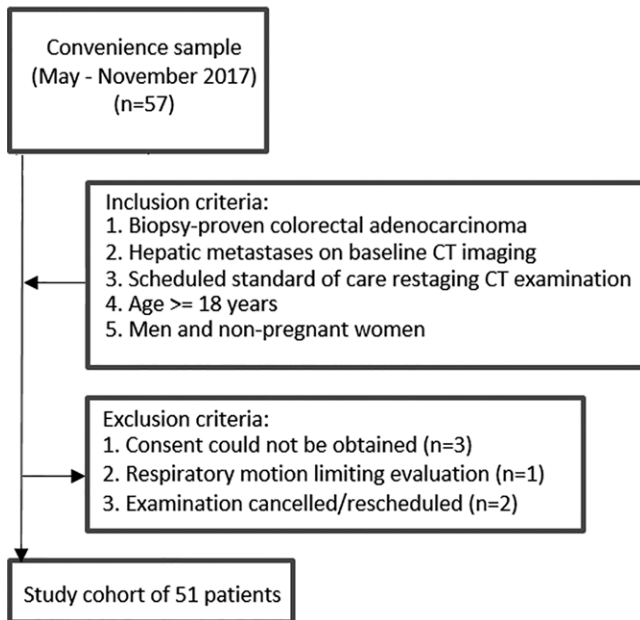 Convenience sample
(May - November 2017)
(n=57)
Inclusion criteria:
1. Biopsy-proven colorectal adenocarcinoma
2. Hepatic metastases on baseline CT imaging
3. Scheduled standard of care restaging CT examination
4. Age >= 18 years
5. Men and non-pregnant women
Exclusion criteria:
1. Consent could not be obtained (n=3)
2. Respiratory motion limiting evaluation (n=1)
3. Examination cancelled/rescheduled (n=2)
Study cohort of 51 patients